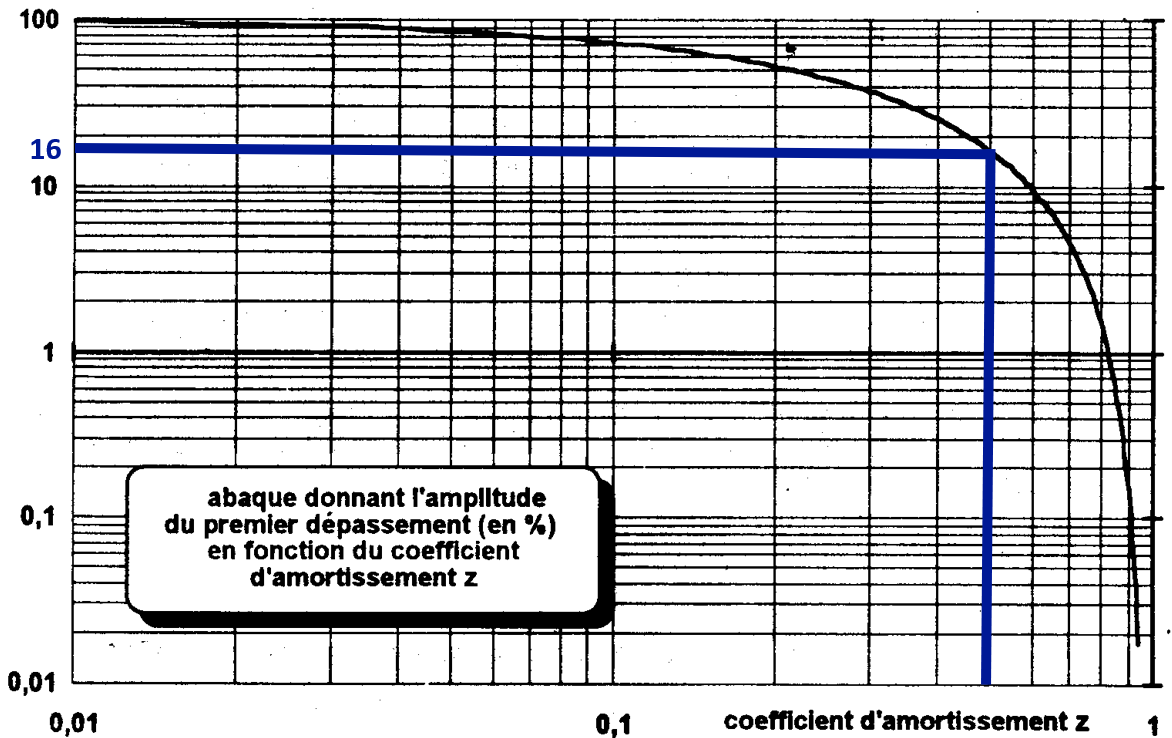 100
16
10
1
0,1
0,01
abaque donnant l'amplitude
du premier dépassement (en %)
en fonction du coefficient
d'amortissement z
0,01
0,1
coefficient d'amortissement z
1